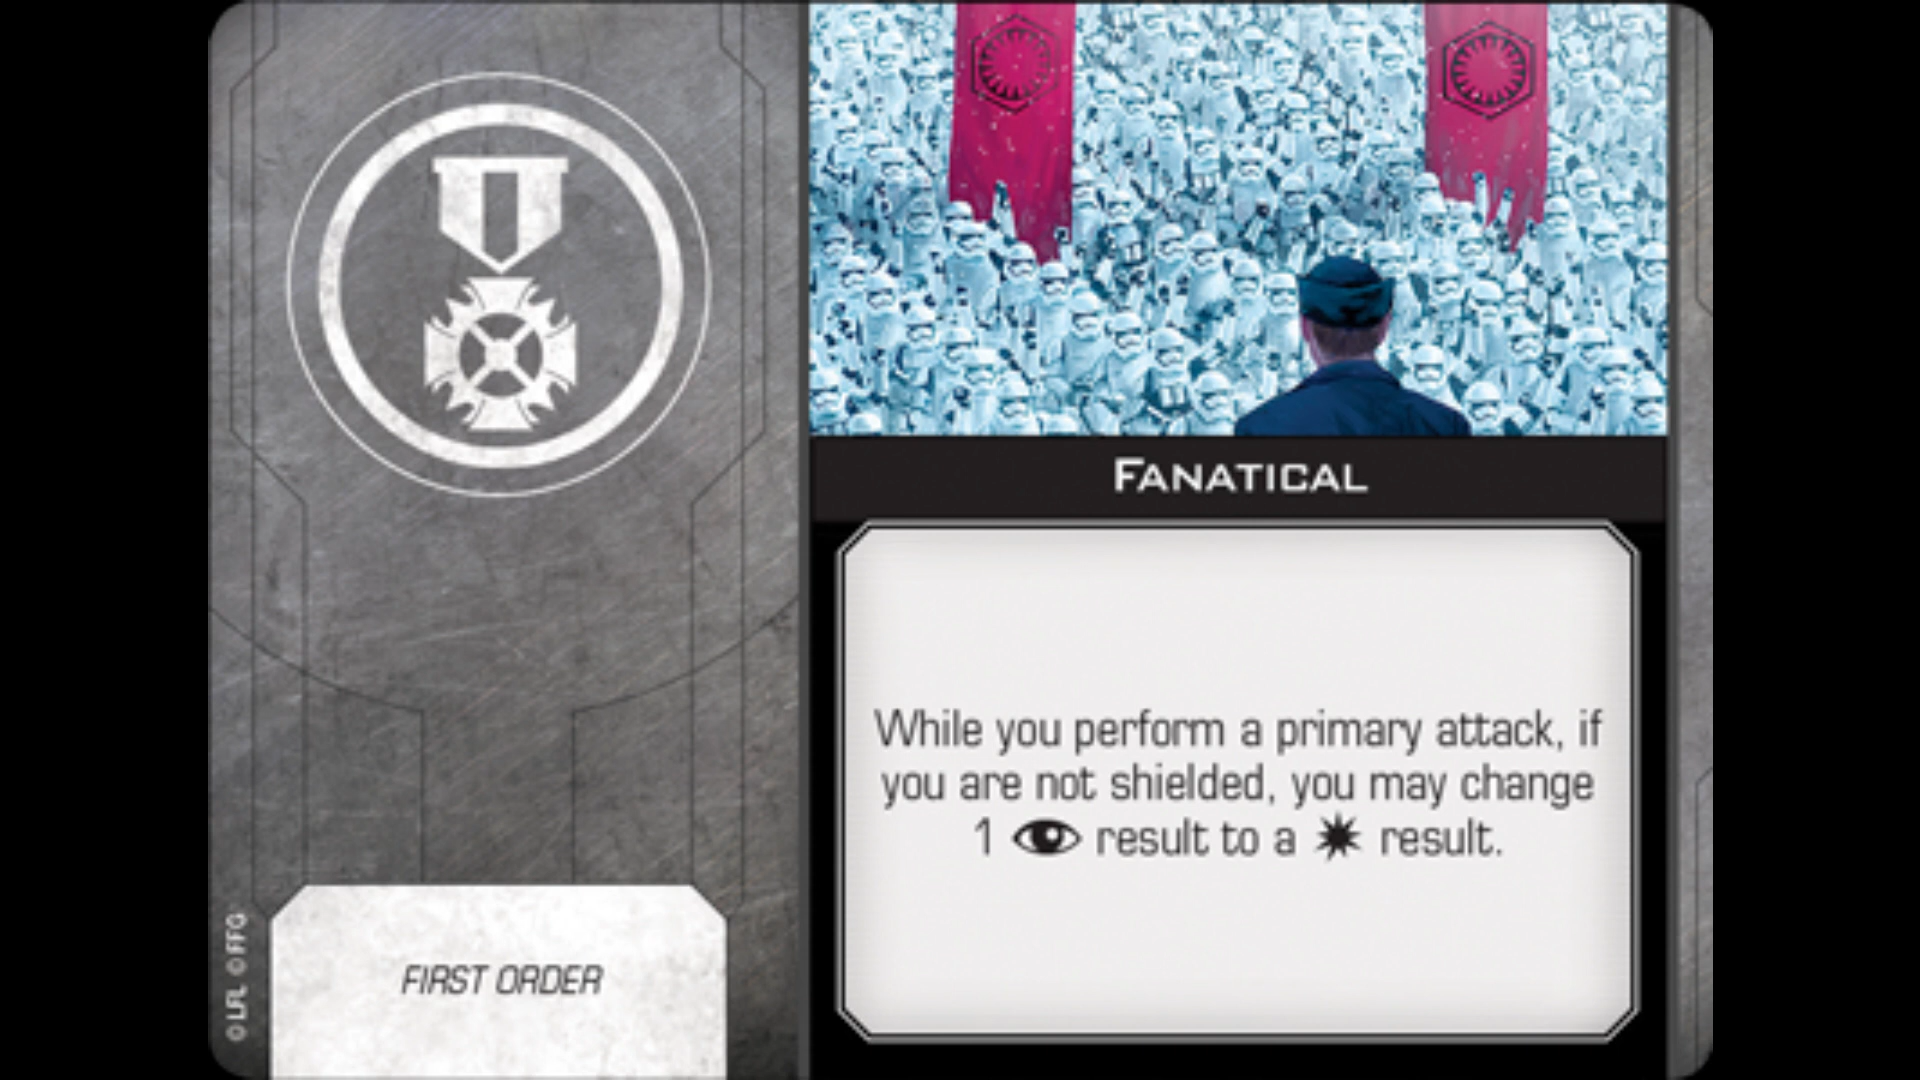 FANATICAL
While you perform a primary attack, if
you are not shielded, you may change
1 result to a result.
FIRST ORDER
©LFL ©FFG